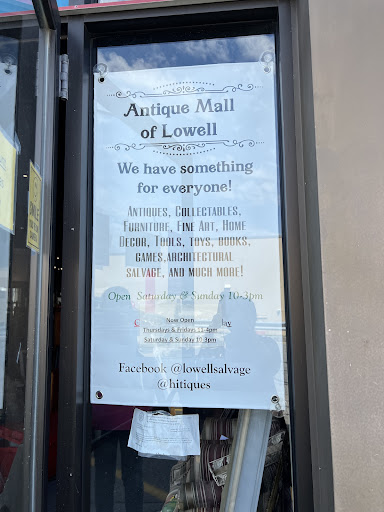 Antique Mall
of Lowell
We have something
for everyone!
Antiques, Collectables,
Furniture, Fine Art, Home
Decor, Tools, toys, books,
games,architectural
salvage, and much more!
Open Saturday & Sunday 10-3pm
Now Open
Thursdays & Fridays 11-4pm
Saturday & Sunday 10-3pm
Facebook @lowellsalvage
@hitiques